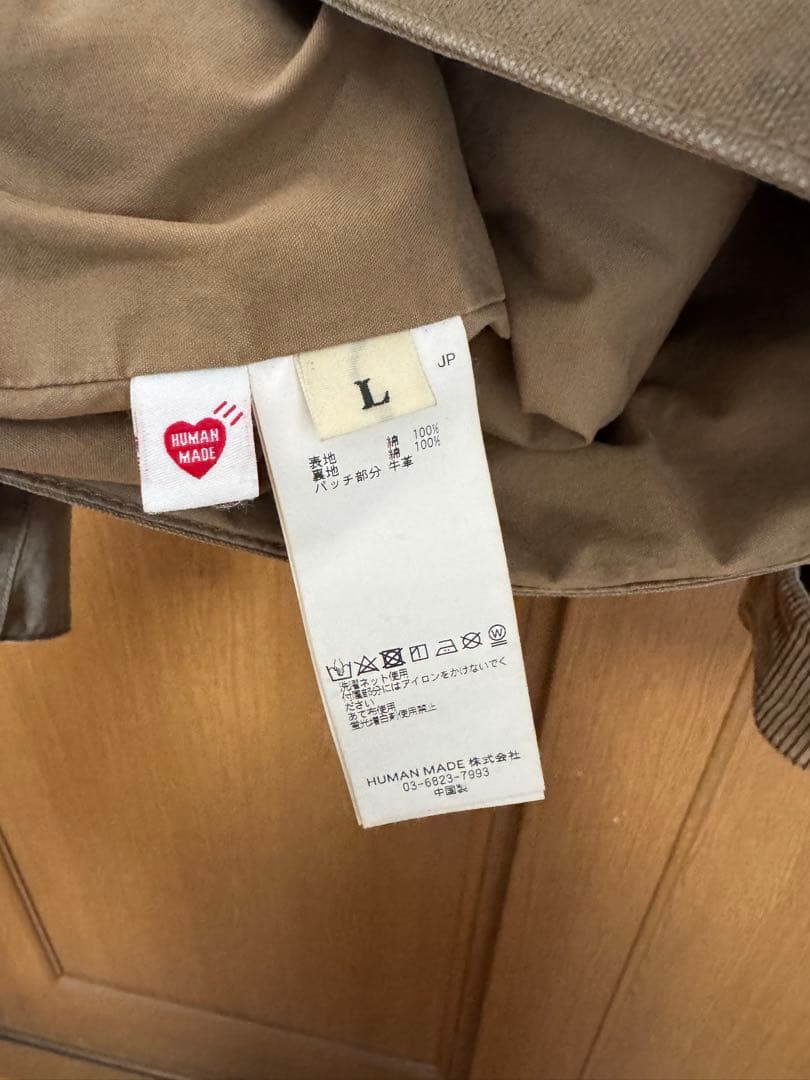 HUMAN
MADE
L
JP
表地 綿 100%
裏地 綿 100%
パッチ部分 牛革
W
洗濯ネット使用
付属部分にはアイロンをかけないでく
ださい
あて布使用
蛍光増白剤使用禁止
HUMAN MADE 株式会社
03-6823-7993
中国製